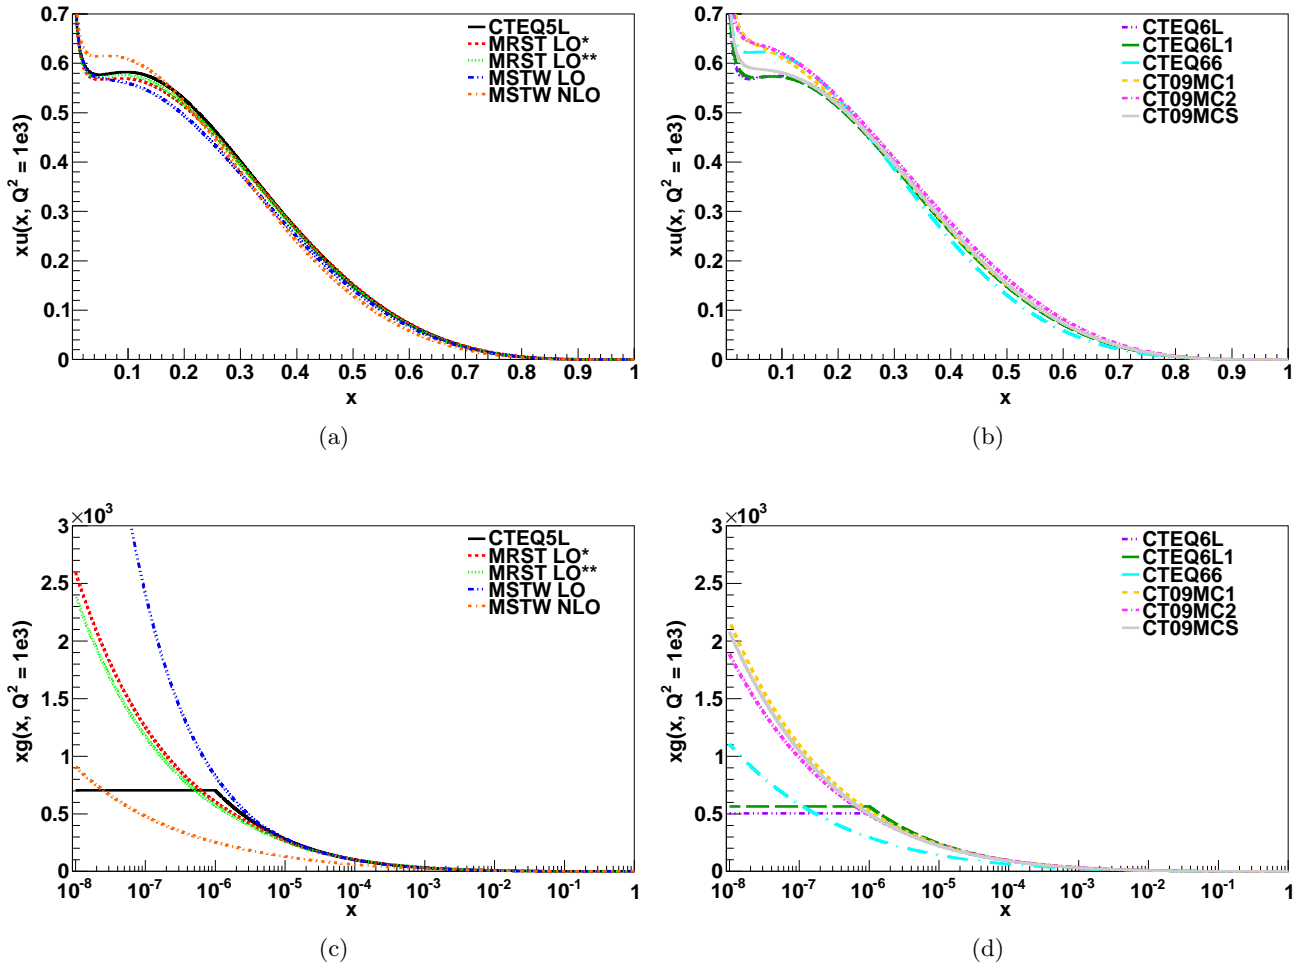 0.7
0.6
0.5
0.4
0.3
0.2
0.1
0
xu(x, Q² = 1e3)
CTEQ5L
MRST LO*
MRST LO**
MSTW LO
MSTW NLO
0.1 0.2 0.3 0.4 0.5 0.6 0.7 0.8 0.9 1
x
(a)
0.7
0.6
0.5
0.4
0.3
0.2
0.1
0
xu(x, Q² = 1e3)
CTEQ6L
CTEQ6L1
CTEQ66
CT09MC1
CT09MC2
CT09MCS
0.1 0.2 0.3 0.4 0.5 0.6 0.7 0.8 0.9 1
x
(b)
×10³
3
2.5
2
1.5
1
0.5
0
xg(x, Q² = 1e3)
CTEQ5L
MRST LO*
MRST LO**
MSTW LO
MSTW NLO
10⁻⁸ 10⁻⁷ 10⁻⁶ 10⁻⁵ 10⁻⁴ 10⁻³ 10⁻² 10⁻¹ 1
x
(c)
×10³
3
2.5
2
1.5
1
0.5
0
xg(x, Q² = 1e3)
CTEQ6L
CTEQ6L1
CTEQ66
CT09MC1
CT09MC2
CT09MCS
10⁻⁸ 10⁻⁷ 10⁻⁶ 10⁻⁵ 10⁻⁴ 10⁻³ 10⁻² 10⁻¹ 1
x
(d)